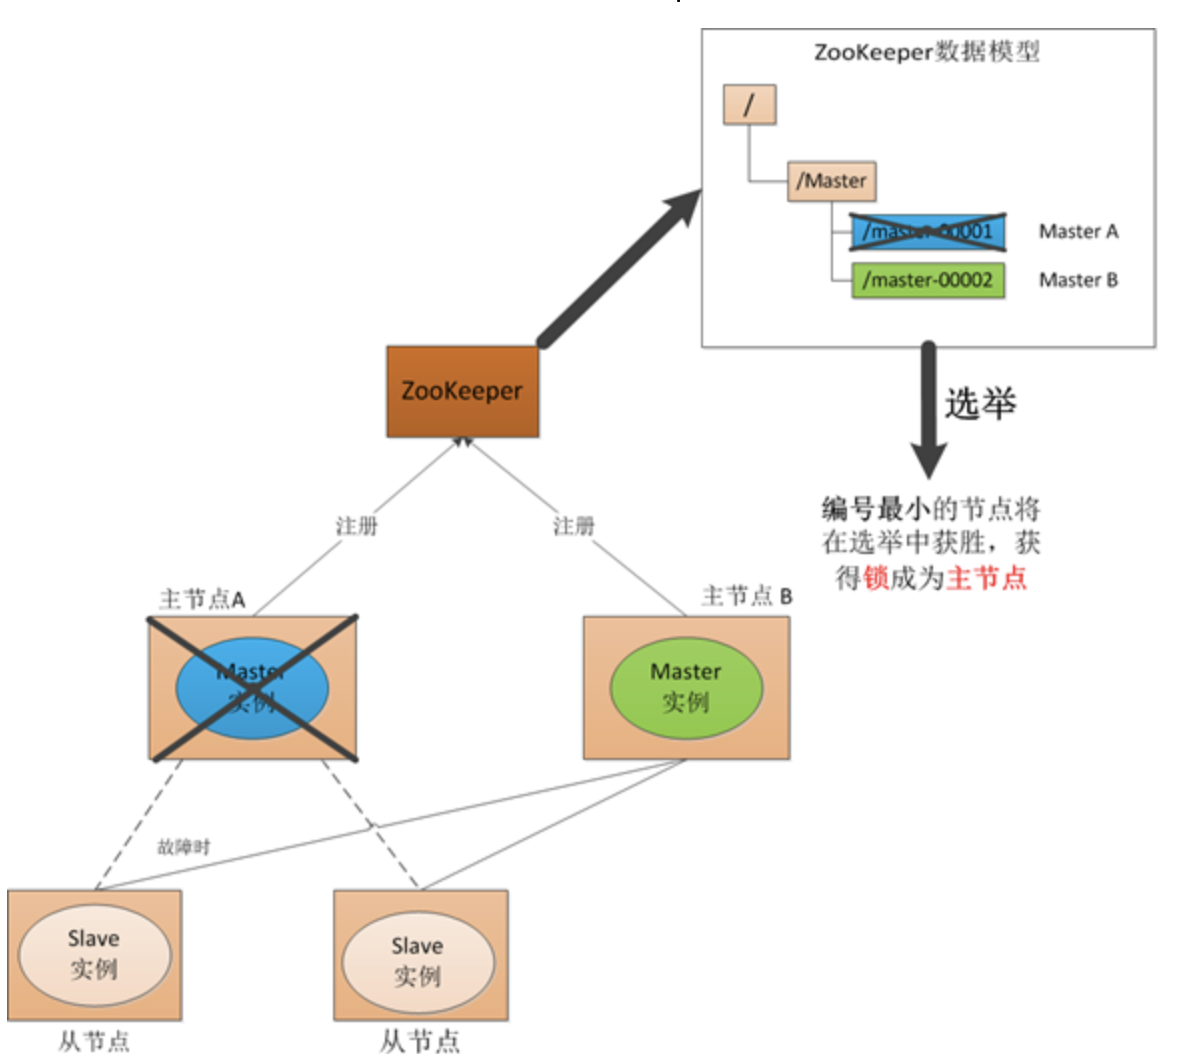 ZooKeeper数据模型
/
/Master
/master-00001
Master A
/master-00002
Master B
ZooKeeper
选举
编号最小的节点将
在选举中获胜，获
得锁成为主节点
注册
注册
主节点A
主节点 B
Master
实例
Master
实例
故障时
Slave
实例
Slave
实例
从节点
从节点